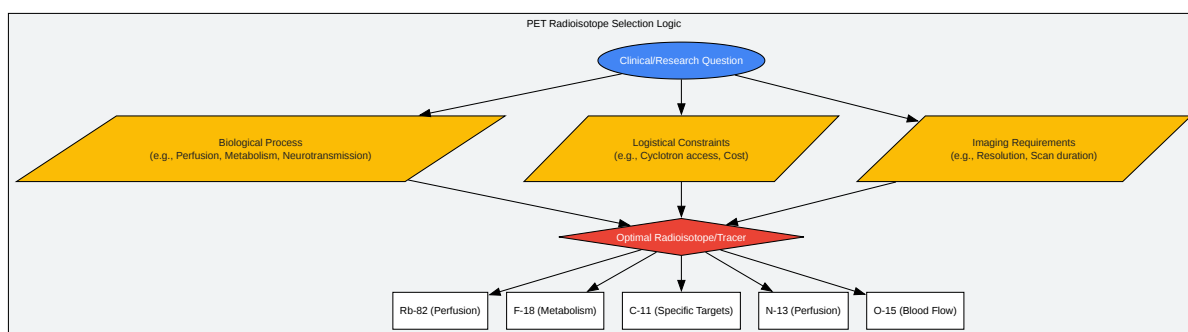 PET Radioisotope Selection Logic
Clinical/Research Question
Biological Process
(e.g., Perfusion, Metabolism, Neurotransmission)
Logistical Constraints
(e.g., Cyclotron access, Cost)
Imaging Requirements
(e.g., Resolution, Scan duration)
Optimal Radioisotope/Tracer
Rb-82 (Perfusion)
F-18 (Metabolism)
C-11 (Specific Targets)
N-13 (Perfusion)
O-15 (Blood Flow)